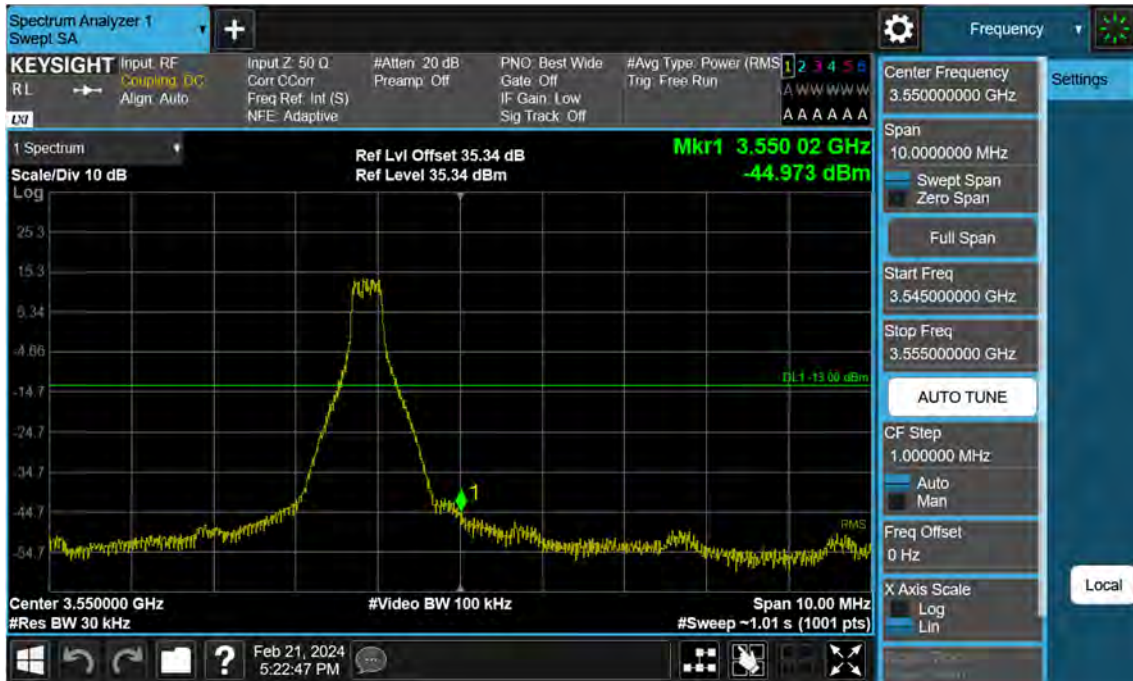 Spectrum Analyzer 1
Swept SA
+
Frequency
KEYSIGHT
RL
LXI
Input: RF
Coupling: DC
Align: Auto
Input Z: 50 Ω
Corr CCorr
Freq Ref: Int (S)
NFE: Adaptive
#Atten: 20 dB
Preamp: Off
PNO: Best Wide
Gate: Off
IF Gain: Low
Sig Track: Off
#Avg Type: Power (RMS
Trig: Free Run
1 2 3 4 5 6
A W W W W W
A A A A A A
1 Spectrum
Scale/Div 10 dB
Ref Lvl Offset 35.34 dB
Ref Level 35.34 dBm
Mkr1 3.550 02 GHz
-44.973 dBm
Log
25.3
15.3
5.34
-4.66
-14.7
-24.7
-34.7
-44.7
-54.7
DL1 -13.00 dBm
1
RMS
Center 3.550000 GHz
#Video BW 100 kHz
Span 10.00 MHz
#Res BW 30 kHz
#Sweep ~1.01 s (1001 pts)
Center Frequency
3.550000000 GHz
Settings
Span
10.0000000 MHz
Swept Span
Zero Span
Full Span
Start Freq
3.545000000 GHz
Stop Freq
3.555000000 GHz
AUTO TUNE
CF Step
1.000000 MHz
Auto
Man
Freq Offset
0 Hz
X Axis Scale
Log
Lin
Local
?
Feb 21, 2024
5:22:47 PM